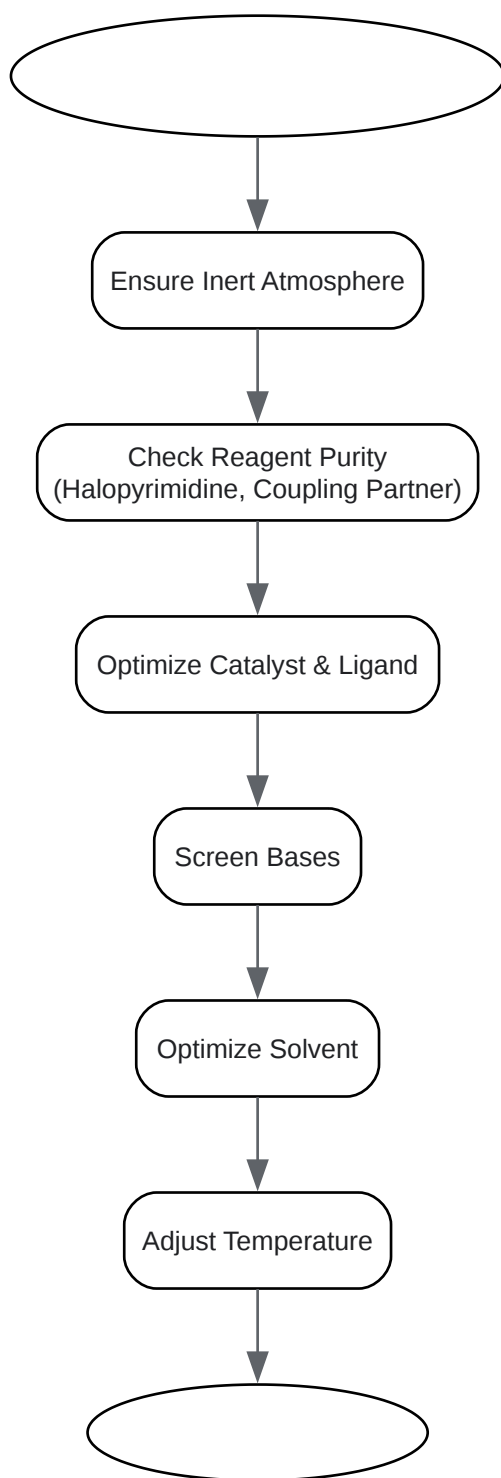 Ensure Inert Atmosphere
Check Reagent Purity
(Halopyrimidine, Coupling Partner)
Optimize Catalyst & Ligand
Screen Bases
Optimize Solvent
Adjust Temperature